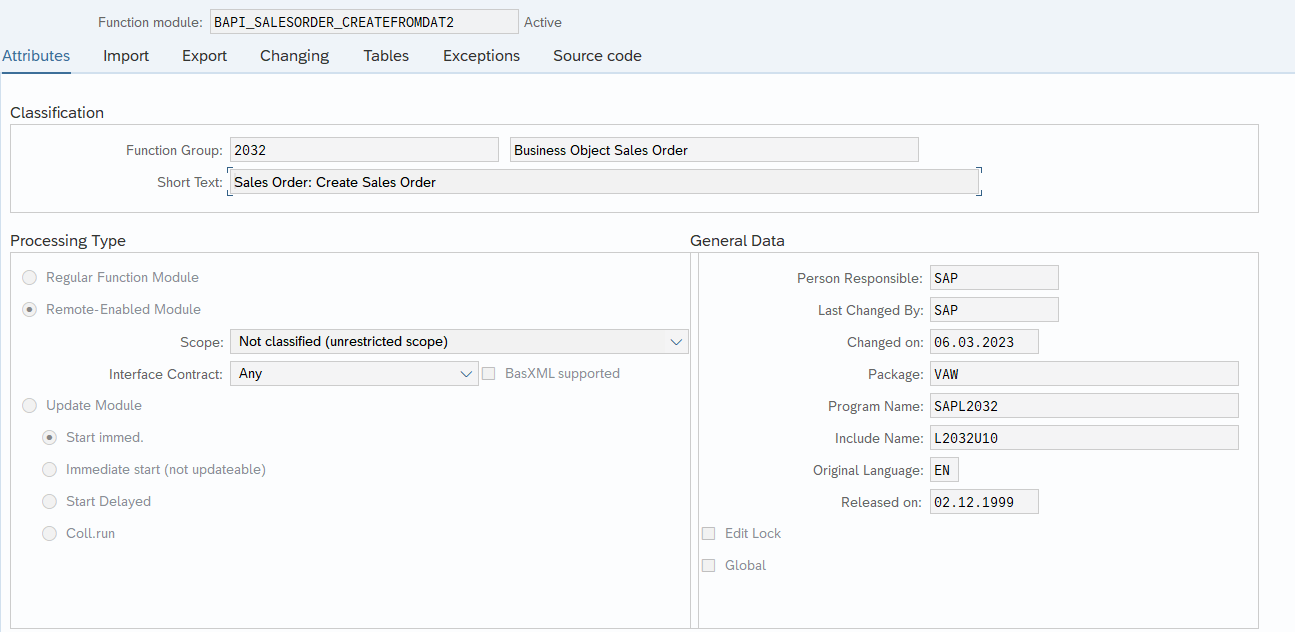 Function module: BAPI_SALESORDER_CREATEFROMDAT2 Active
Attributes Import Export Changing Tables Exceptions Source code
Classification
Function Group: 2032 Business Object Sales Order
Short Text: Sales Order: Create Sales Order
Processing Type
Regular Function Module
Remote-Enabled Module
Scope: Not classified (unrestricted scope)
Interface Contract: Any BasXML supported
Update Module
Start immed.
Immediate start (not updateable)
Start Delayed
Coll.run
General Data
Person Responsible: SAP
Last Changed By: SAP
Changed on: 06.03.2023
Package: VAW
Program Name: SAPL2032
Include Name: L2032U10
Original Language: EN
Released on: 02.12.1999
Edit Lock
Global